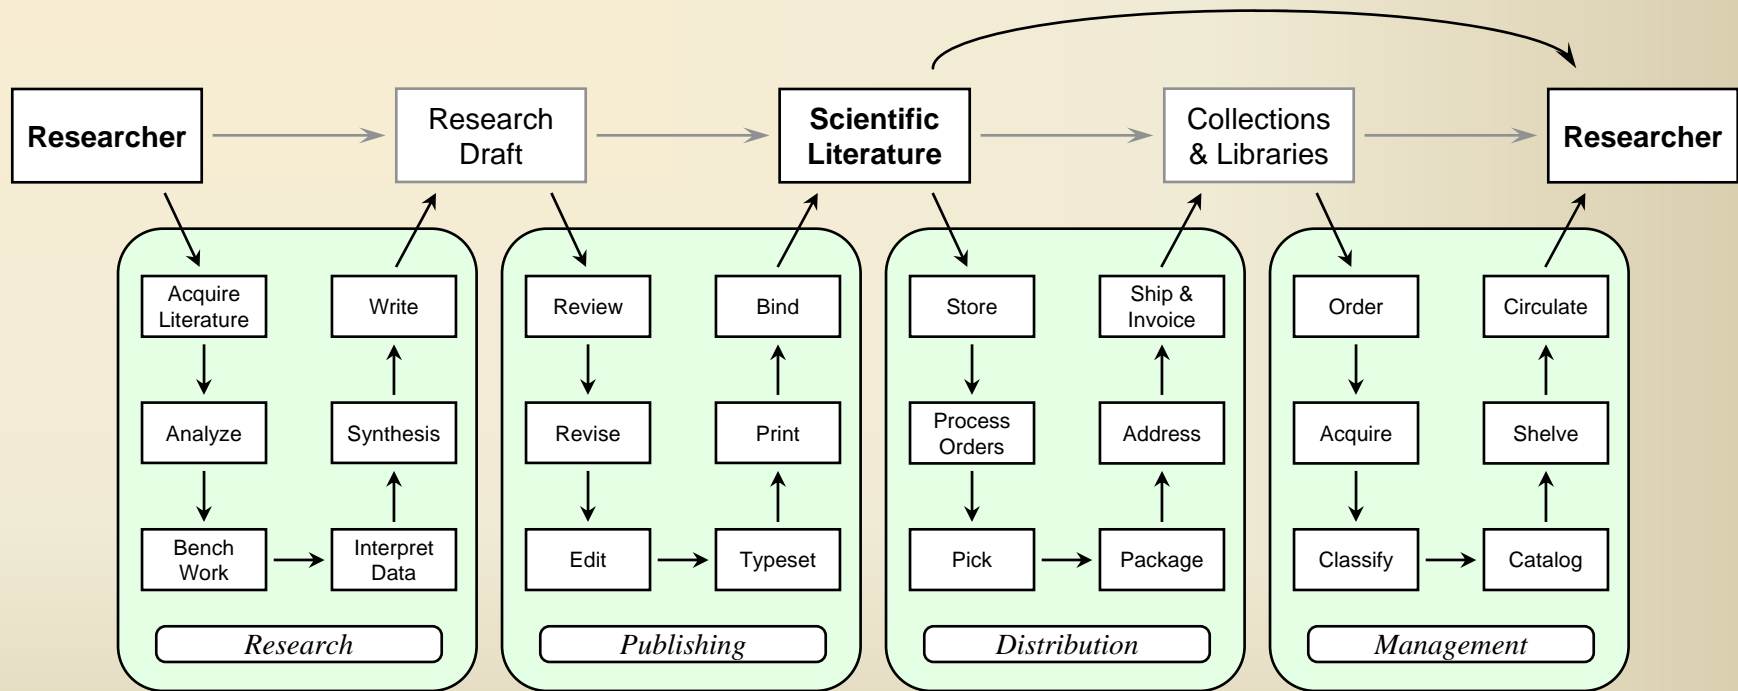 Researcher
Research
Draft
Scientific
Literature
Collections
& Libraries
Researcher
Acquire
Literature
Analyze
Bench
Work
Interpret
Data
Synthesis
Write
Research
Review
Revise
Edit
Typeset
Print
Bind
Publishing
Store
Process
Orders
Pick
Package
Address
Ship &
Invoice
Distribution
Order
Acquire
Classify
Catalog
Shelve
Circulate
Management